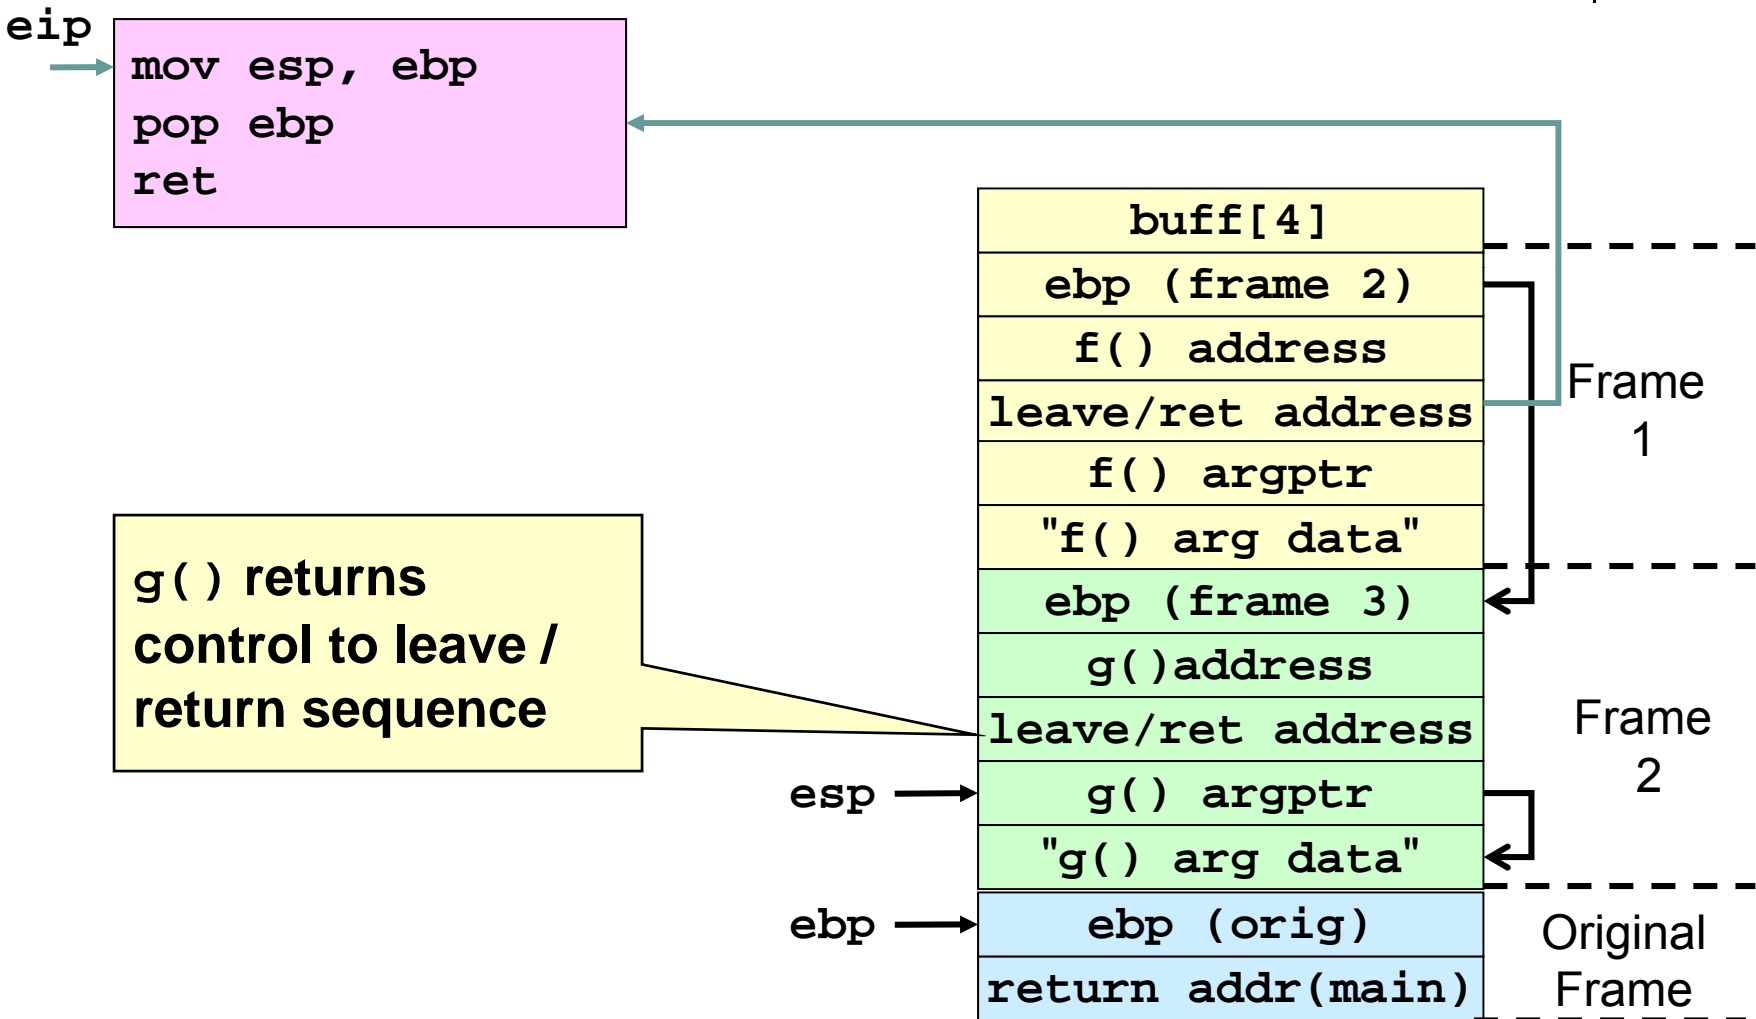 eip
mov esp, ebp
pop ebp
ret
buff[4]
ebp (frame 2)
f() address
leave/ret address
f() argptr
"f() arg data"
Frame
1
ebp (frame 3)
g()address
leave/ret address
g() argptr
"g() arg data"
Frame
2
g() returns
control to leave /
return sequence
esp
ebp
ebp (orig)
return addr(main)
Original
Frame